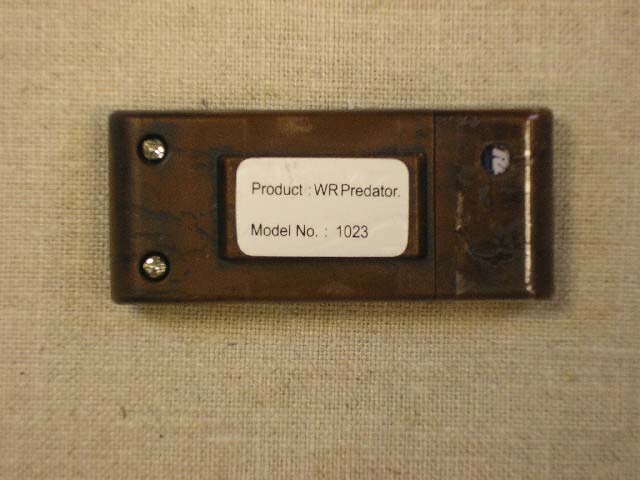 Product : WR Predator.
Model No. : 1023